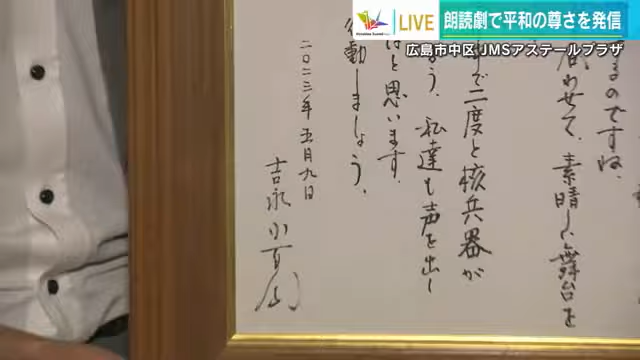 LIVE
朗読劇で平和の尊さを発信
広島市中区 JMSアステールプラザ
るのですね。
わせて、素晴しい舞台を
で二度と核兵器が
う、私達も声を出し
と思います。
動しましょう。
二〇二三年五月九日
吉永小百合